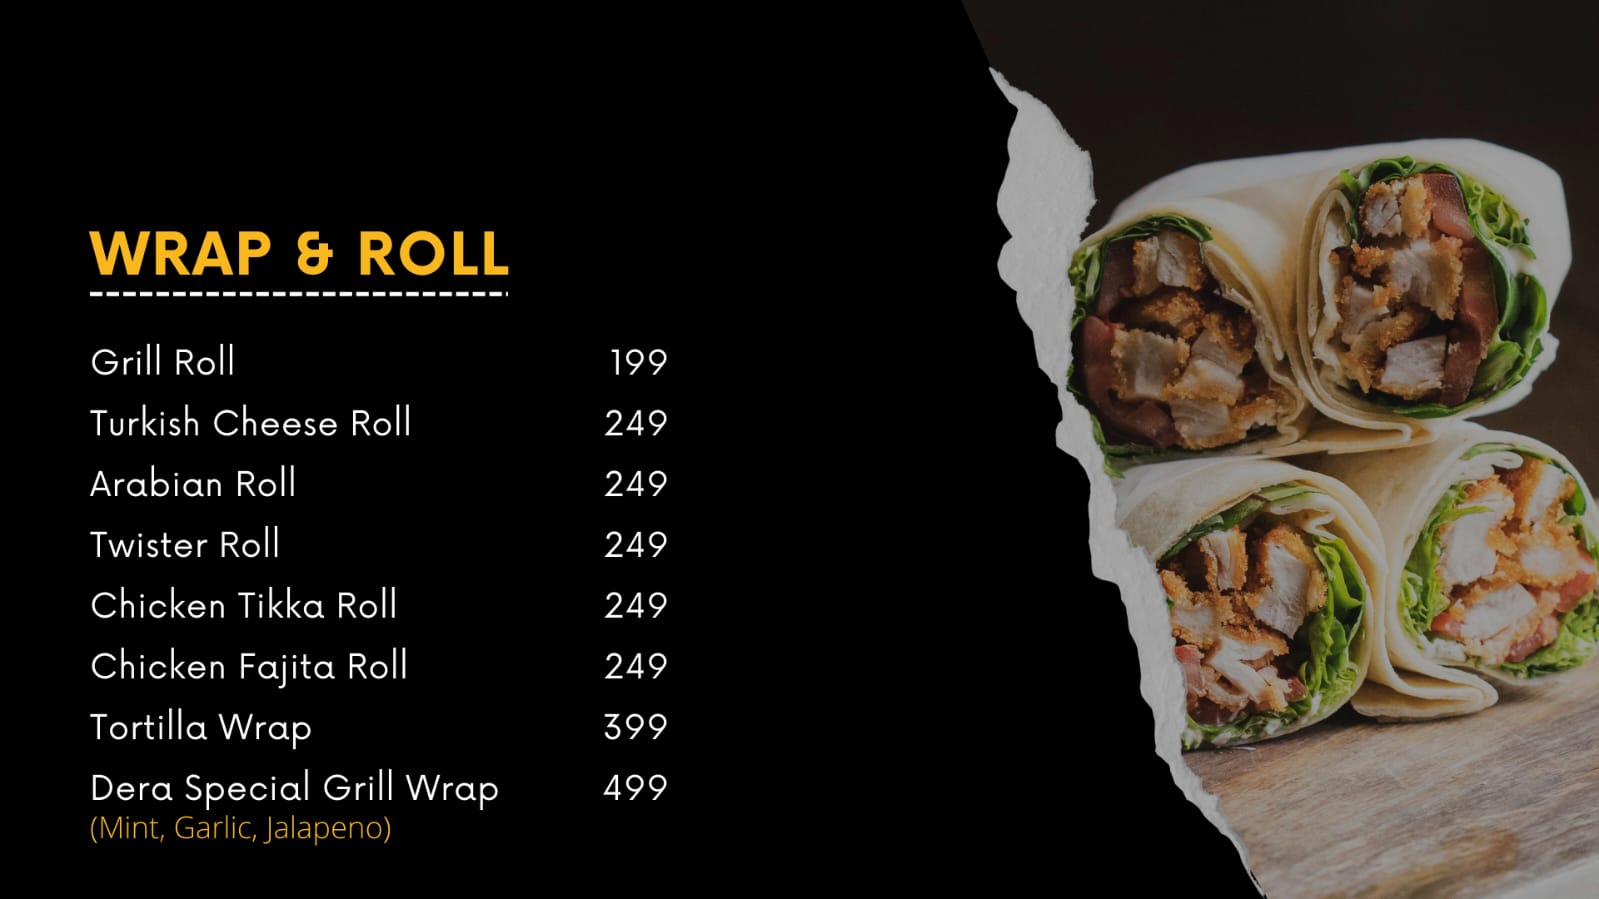 WRAP & ROLL
Grill Roll 199
Turkish Cheese Roll 249
Arabian Roll 249
Twister Roll 249
Chicken Tikka Roll 249
Chicken Fajita Roll 249
Tortilla Wrap 399
Dera Special Grill Wrap 499
(Mint, Garlic, Jalapeno)